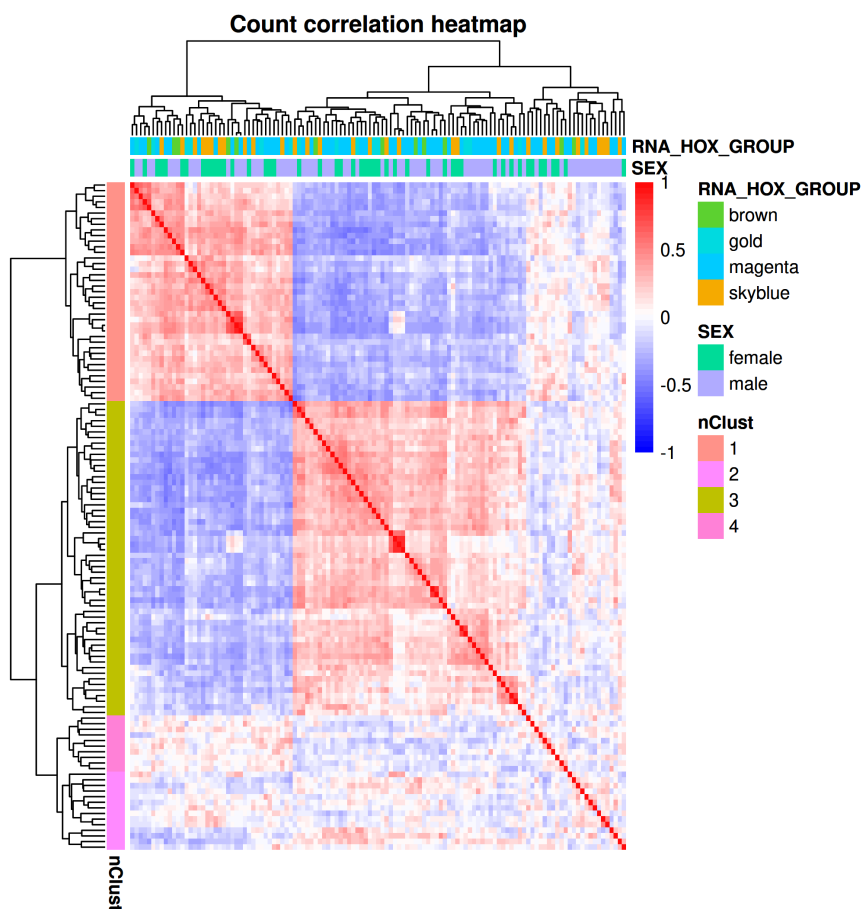 Count correlation heatmap
RNA_HOX_GROUP
SEX
1
0.5
0
-0.5
-1
RNA_HOX_GROUP
brown
gold
magenta
skyblue
SEX
female
male
nClust
1
2
3
4
nClust